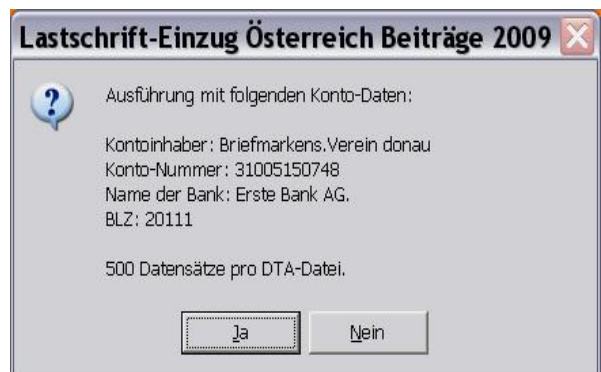 Lastschrift-Einzug Österreich Beiträge 2009
Ausführung mit folgenden Konto-Daten:
Kontoinhaber: Briefmarkens.Verein donau
Konto-Nummer: 31005150748
Name der Bank: Erste Bank AG.
BLZ: 20111
500 Datensätze pro DTA-Datei.
Ja Nein